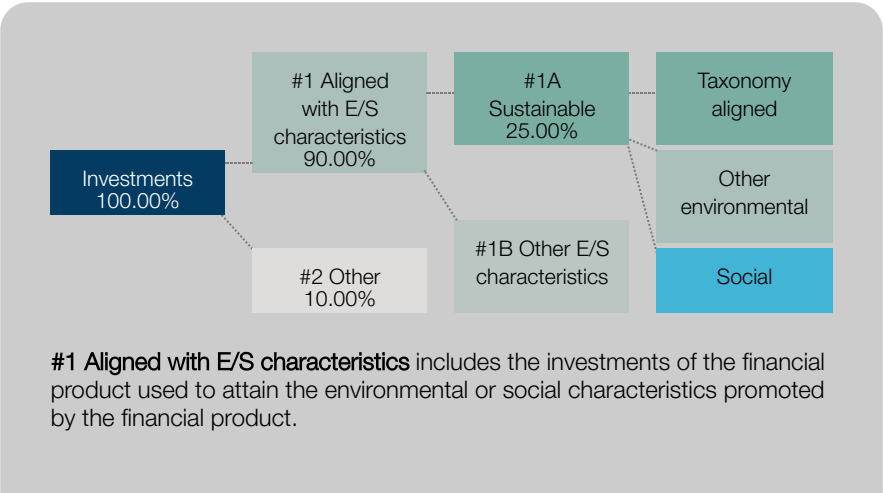 Investments
100.00%
#1 Aligned
with E/S
characteristics
90.00%
#2 Other
10.00%
#1A
Sustainable
25.00%
#1B Other E/S
characteristics
Taxonomy
aligned
Other
environmental
Social
#1 Aligned with E/S characteristics includes the investments of the financial
product used to attain the environmental or social characteristics promoted
by the financial product.